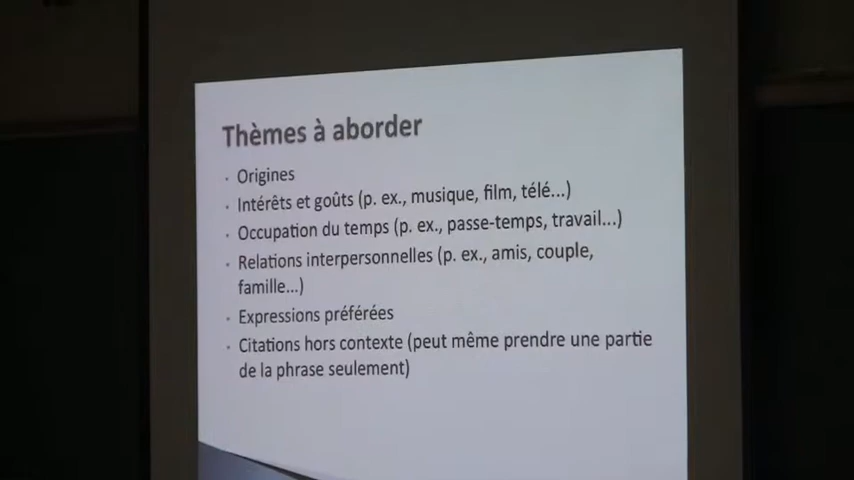 Thèmes à aborder
• Origines
• Intérêts et goûts (p. ex., musique, film, télé...)
• Occupation du temps (p. ex., passe-temps, travail...)
• Relations interpersonnelles (p. ex., amis, couple,
famille...)
• Expressions préférées
• Citations hors contexte (peut même prendre une partie
de la phrase seulement)